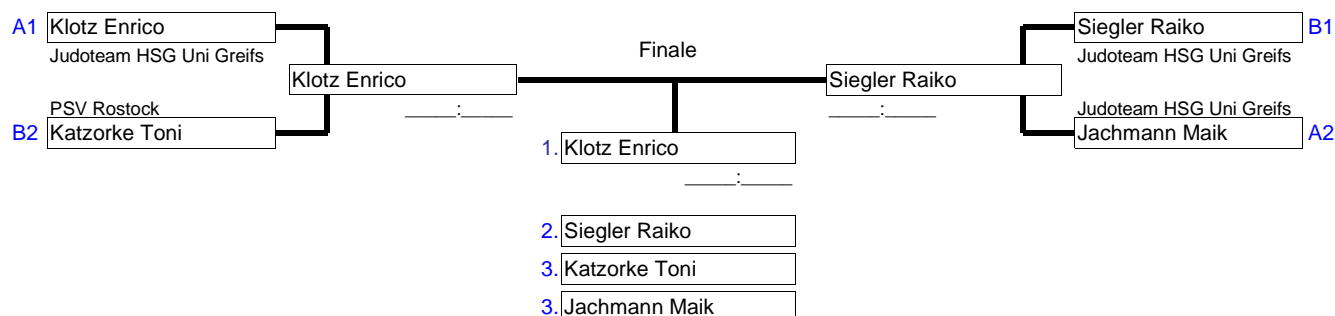 A1 Klotz Enrico
Judoteam HSG Uni Greifs
Klotz Enrico
_____:_____
PSV Rostock
B2 Katzorke Toni
Finale
Siegler Raiko B1
Judoteam HSG Uni Greifs
Siegler Raiko
_____:_____
Judoteam HSG Uni Greifs
Jachmann Maik A2
1. Klotz Enrico
_____:_____
2. Siegler Raiko
3. Katzorke Toni
3. Jachmann Maik